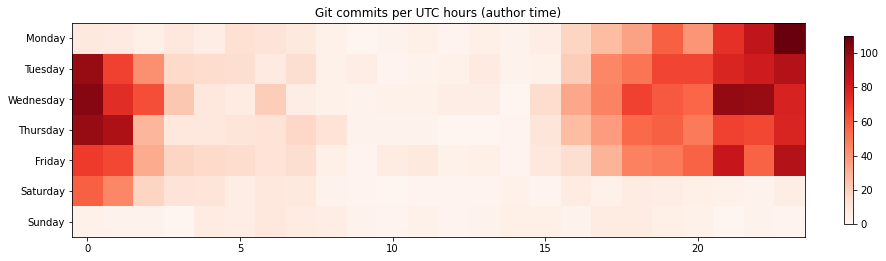 Git commits per UTC hours (author time)
Monday
Tuesday
Wednesday
Thursday
Friday
Saturday
Sunday
0 5 10 15 20
100
80
60
40
20
0